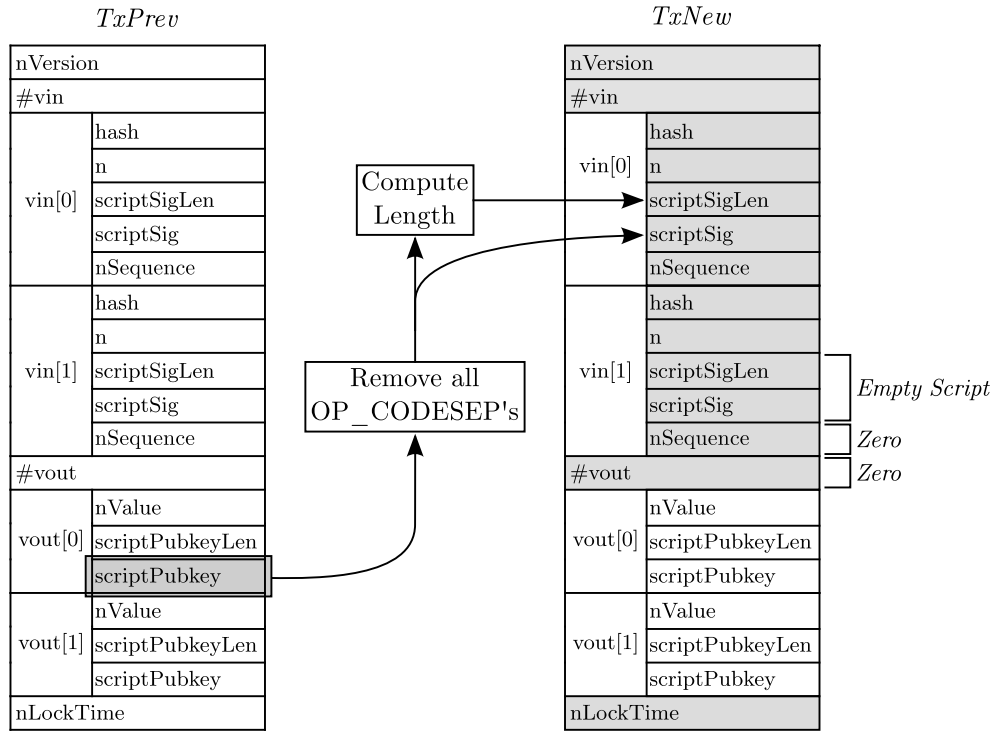 TxPrev
nVersion
#vin
vin[0]
hash
n
scriptSigLen
scriptSig
nSequence
vin[1]
hash
n
scriptSigLen
scriptSig
nSequence
#vout
vout[0]
nValue
scriptPubkeyLen
scriptPubkey
vout[1]
nValue
scriptPubkeyLen
scriptPubkey
nLockTime
Compute
Length
Remove all
OP_CODESEP's
TxNew
nVersion
#vin
vin[0]
hash
n
scriptSigLen
scriptSig
nSequence
vin[1]
hash
n
scriptSigLen
scriptSig
nSequence
#vout
vout[0]
nValue
scriptPubkeyLen
scriptPubkey
vout[1]
nValue
scriptPubkeyLen
scriptPubkey
nLockTime
Empty Script
Zero
Zero